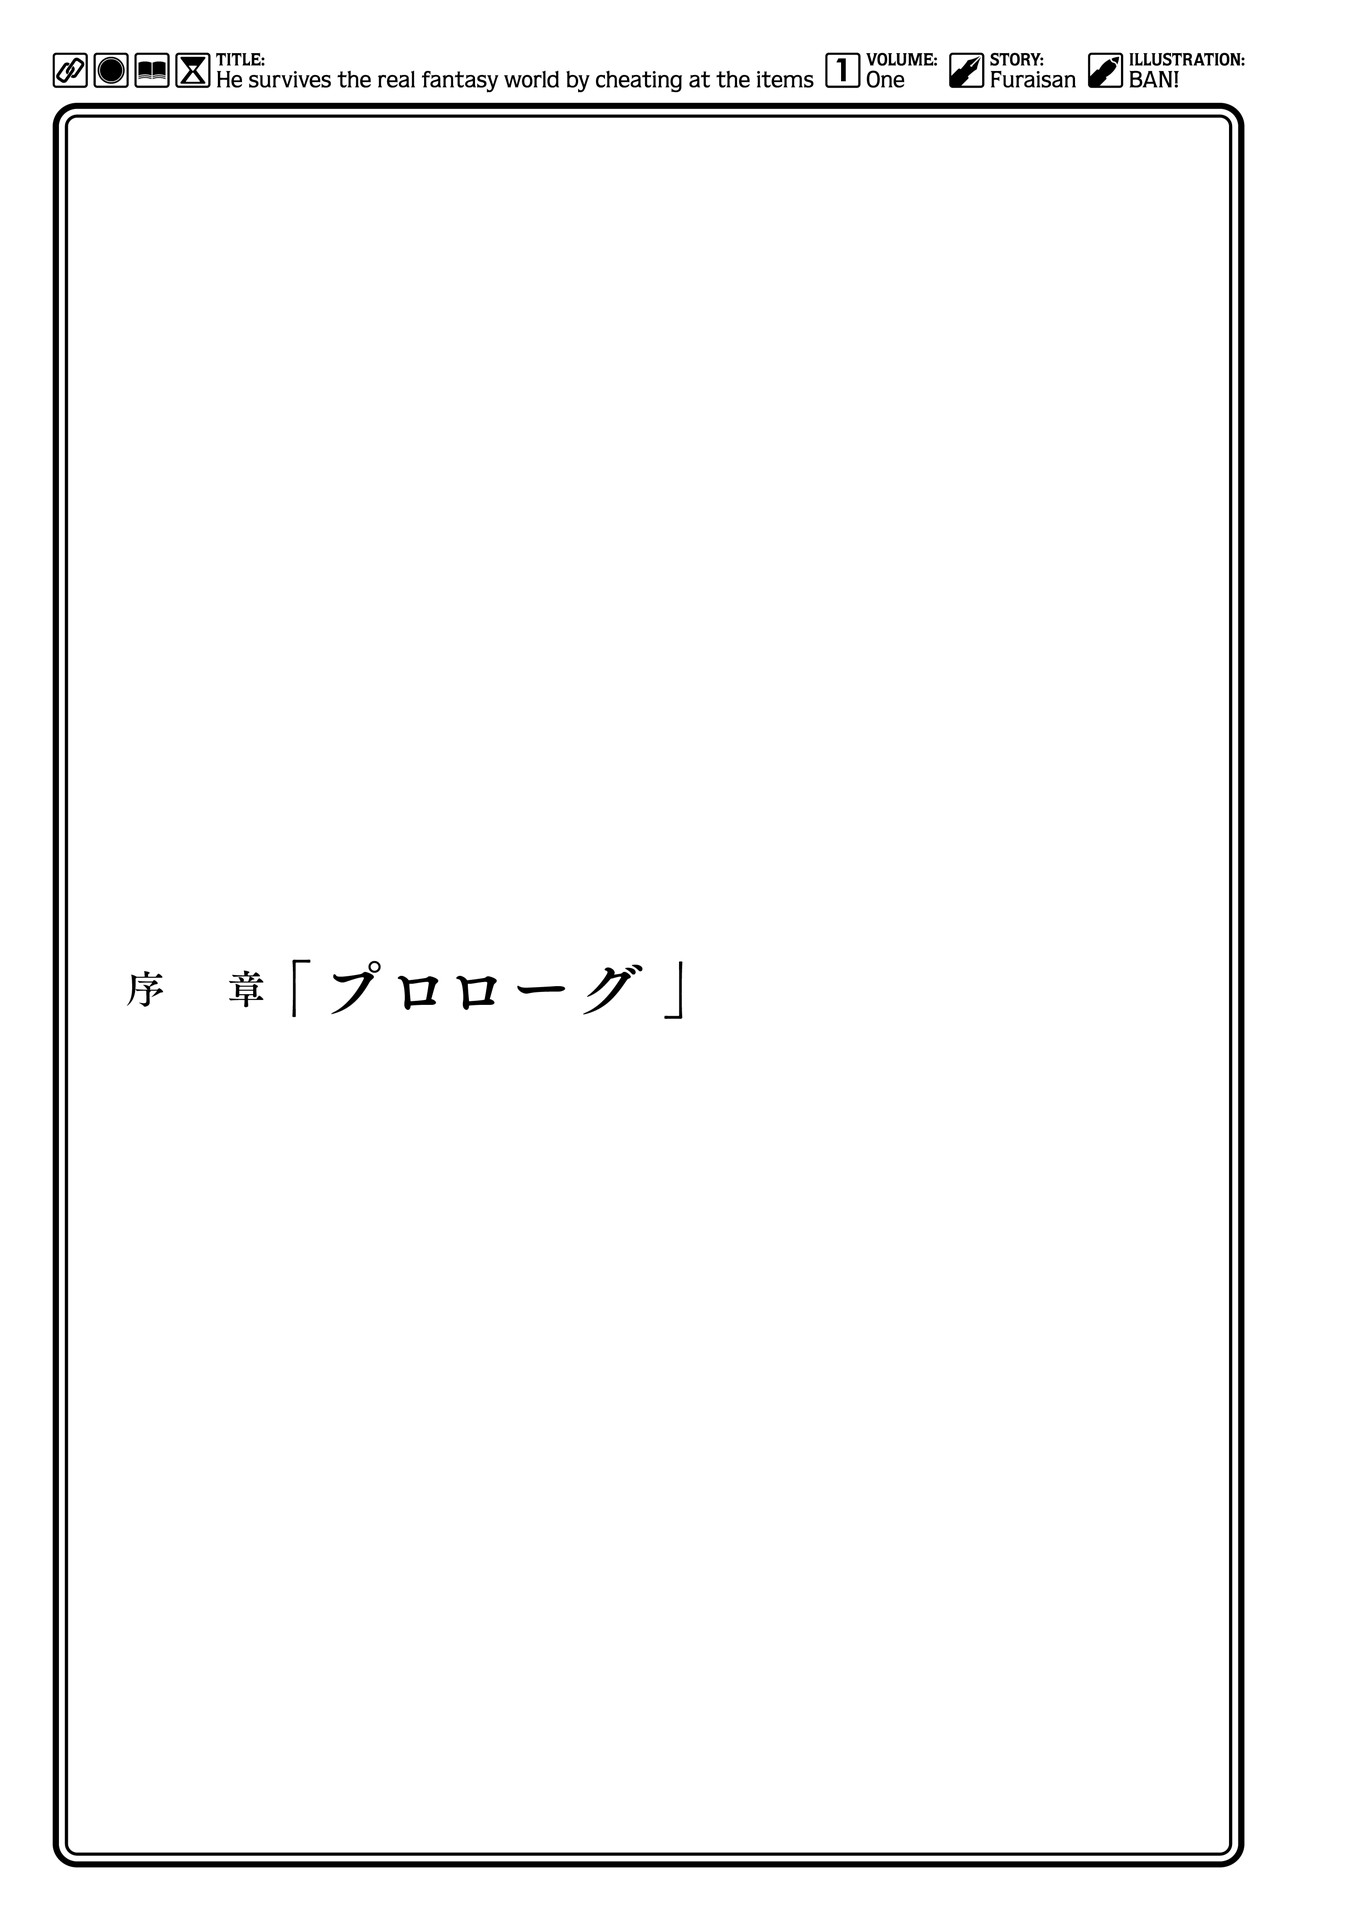 TITLE:
He survives the real fantasy world by cheating at the items
1
VOLUME:
One
STORY:
Furaisan
ILLUSTRATION:
BAN!
序 章「プロローグ」